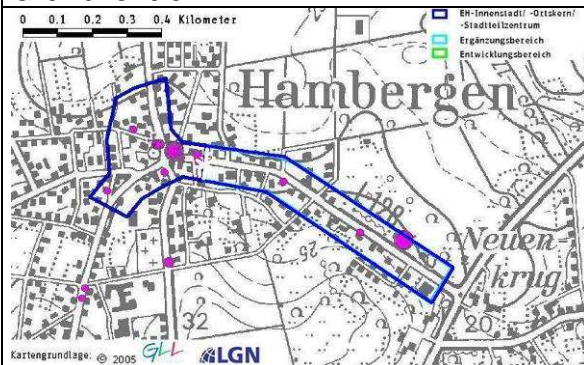 0 0.1 0.2 0.3 0.4 Kilometer
EH-Innenstadt/ -Ortskern/
-Stadtteilzentrum
Ergänzungsbereich
Entwicklungsbereich
Hambergen
Neuen-
krug
25
32
20
Kartengrundlage: © 2005 GLL LGN